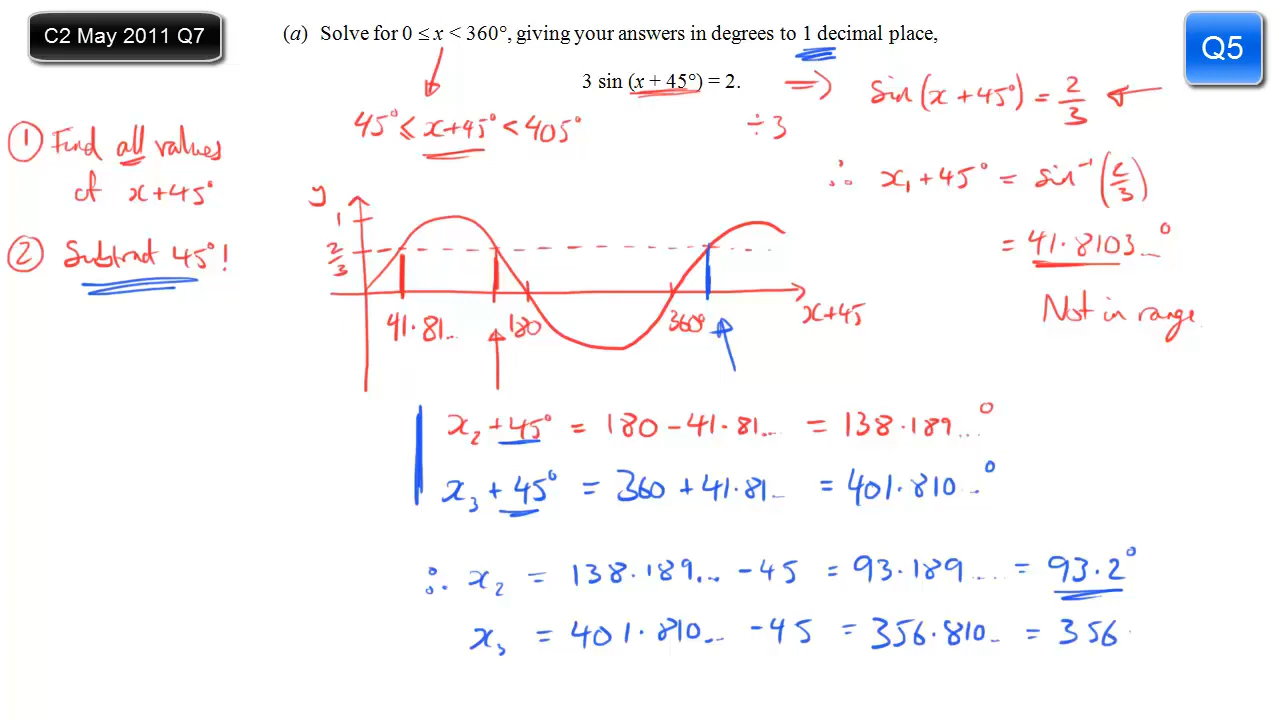 C2 May 2011 Q7
(a) Solve for 0 ≤ x < 360°, giving your answers in degrees to 1 decimal place,
Q5
3 sin (x + 45°) = 2.
⇒ sin(x + 45°) = 2/3 ←
÷3
45° ≤ x+45° < 405°
① Find all values
of x+45°
② Subtract 45°!
∴ x₁ + 45° = sin⁻¹(2/3)
= 41.8103...°
Not in range
y
1
2/3
41.81...
180
360°
x+45
x₂ + 45° = 180 - 41.81... = 138.189...°
x₃ + 45° = 360 + 41.81... = 401.810...°
∴ x₂ = 138.189... - 45 = 93.189.... = 93.2°
x₃ = 401.810... - 45 = 356.810... = 356